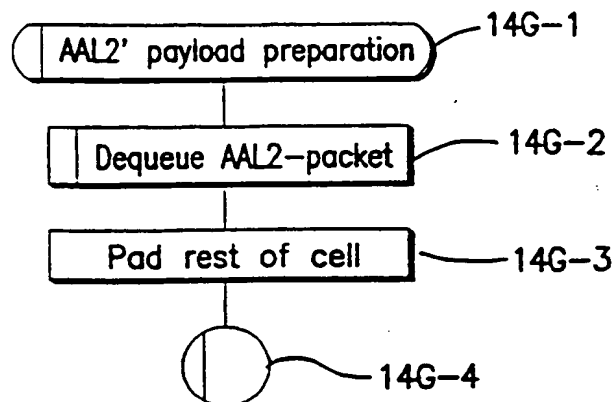 AAL2' payload preparation
14G-1
Dequeue AAL2-packet
14G-2
Pad rest of cell
14G-3
14G-4